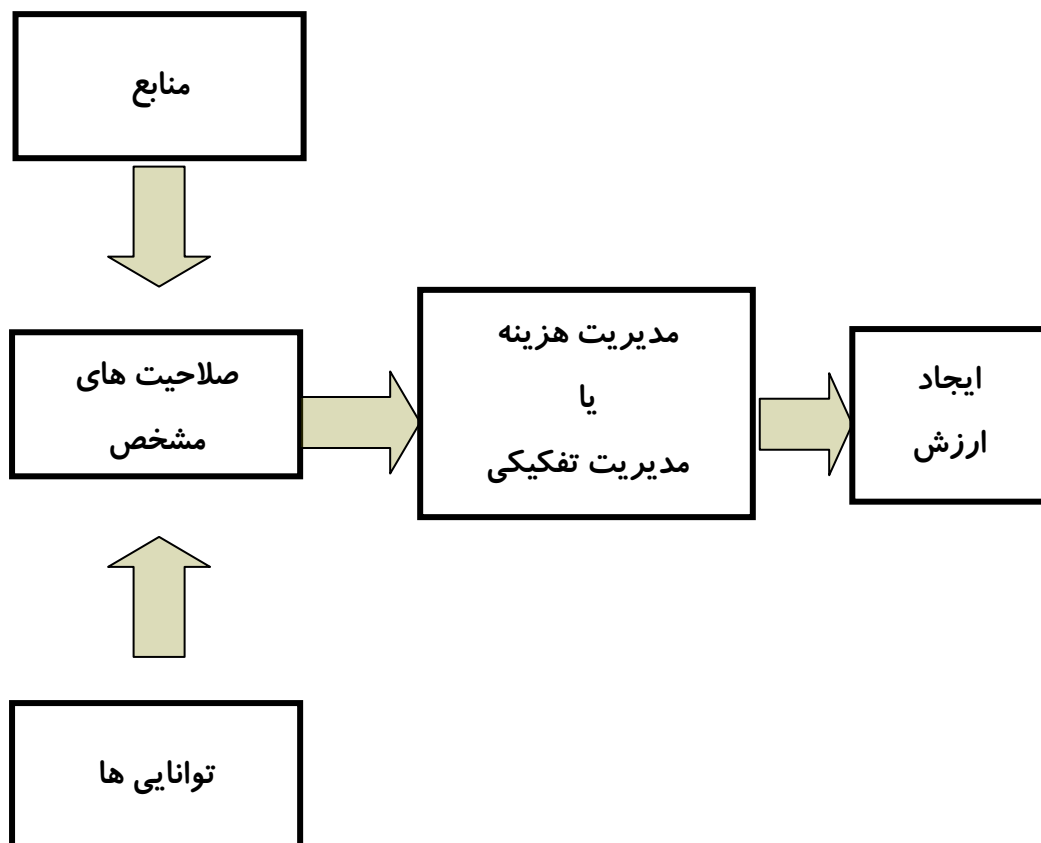 منابع
صلاحیت های
مشخص
مدیریت هزینه
یا
مدیریت تفکیکی
ایجاد
ارزش
توانایی ها